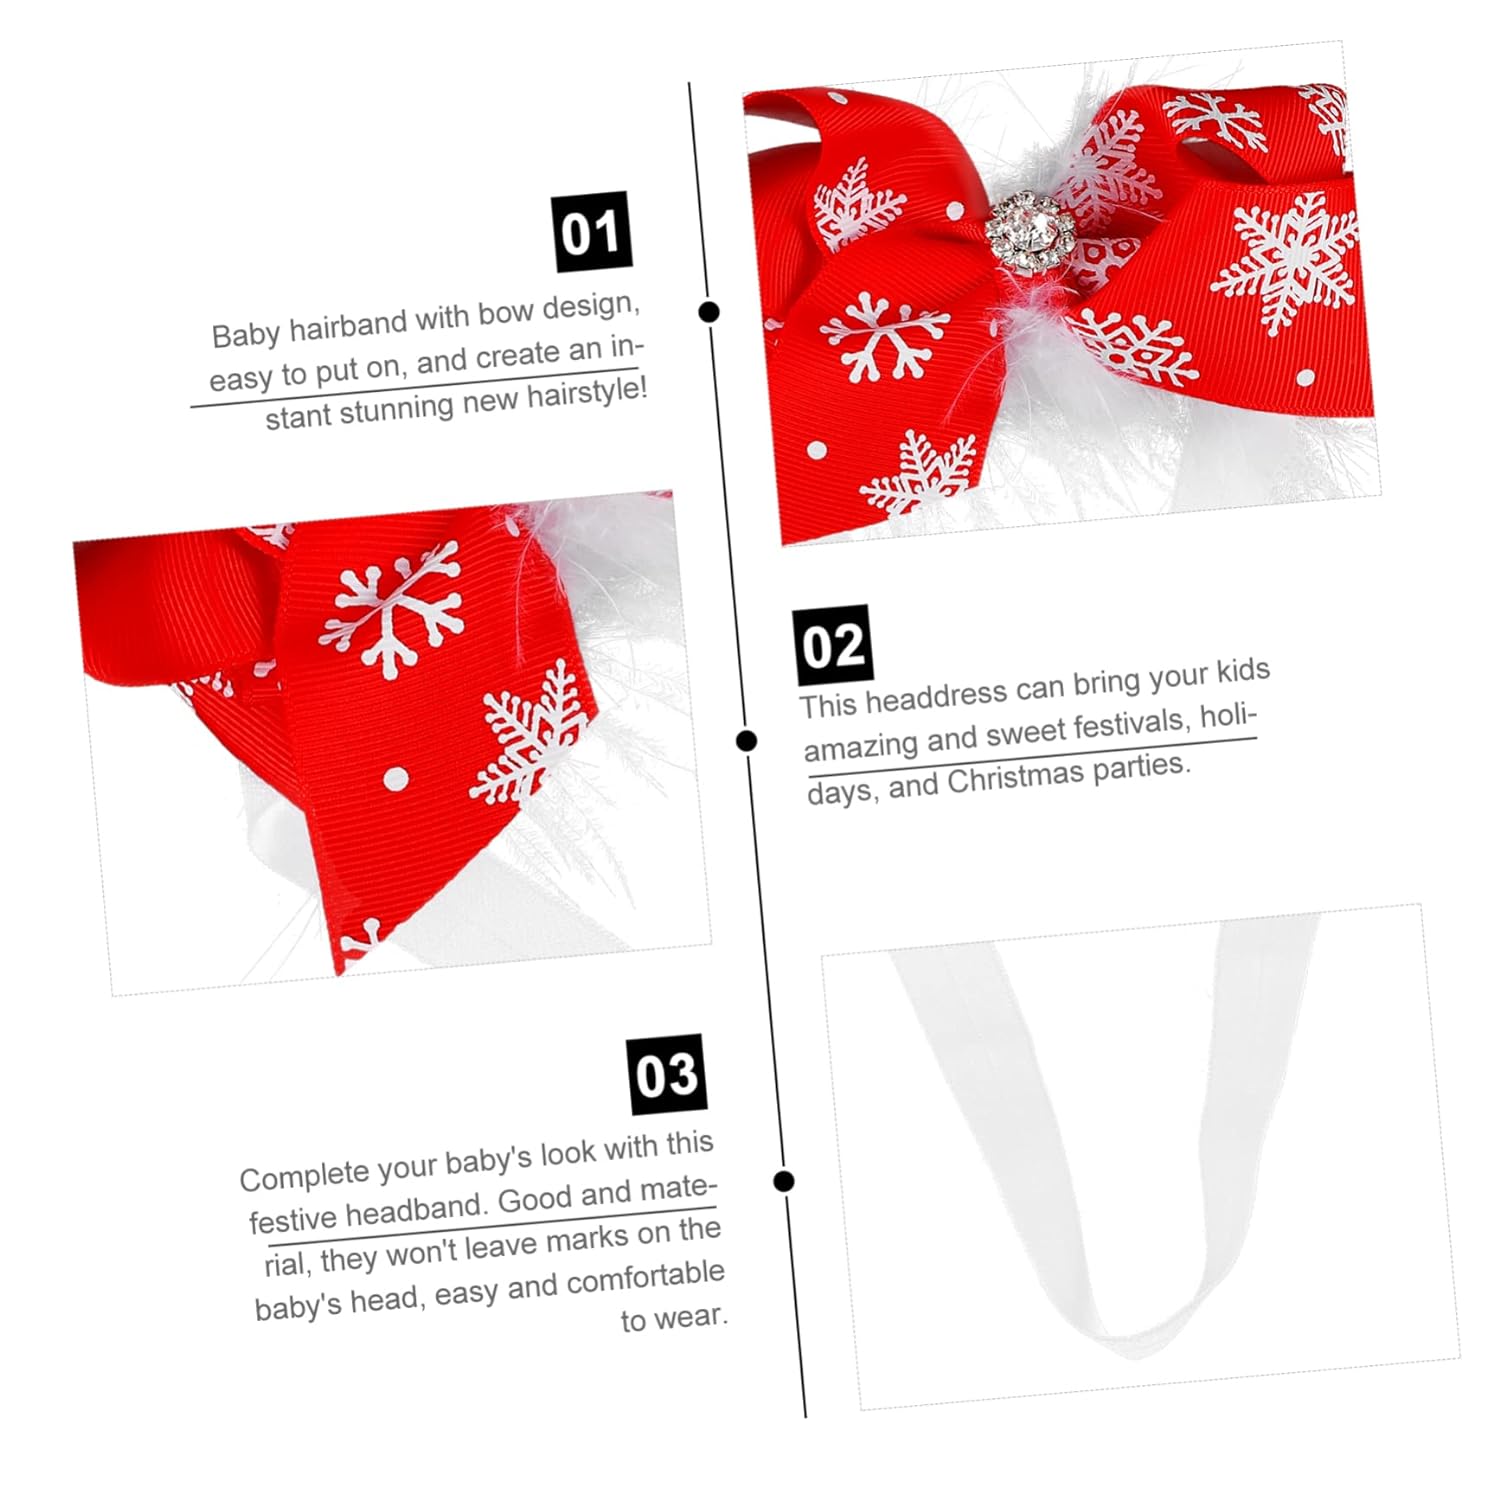 01
Baby hairband with bow design,
easy to put on, and create an in-
stant stunning new hairstyle!
02
This headdress can bring your kids
amazing and sweet festivals, holi-
days, and Christmas parties.
03
Complete your baby's look with this
festive headband. Good and mate-
rial, they won't leave marks on the
baby's head, easy and comfortable
to wear.